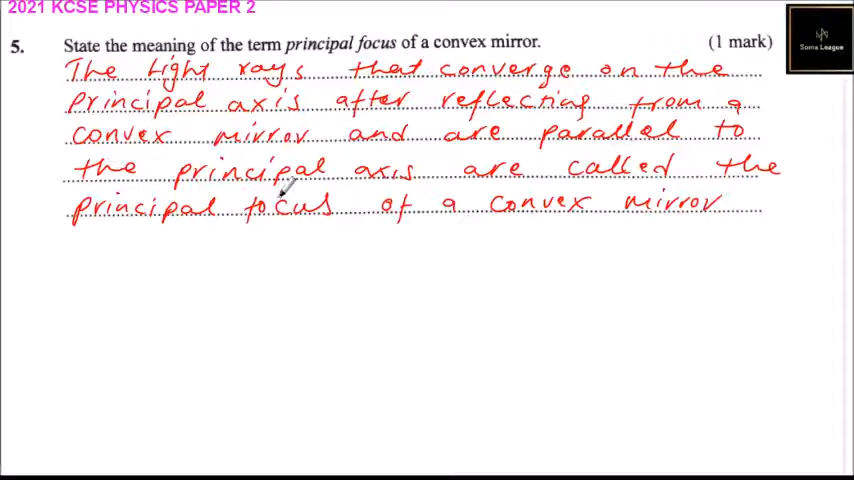 2021 KCSE PHYSICS PAPER 2
5. State the meaning of the term principal focus of a convex mirror. (1 mark)
The Light rays that converge on the
principal axis after reflecting from a
convex mirror and are parallel to
the principal axis are called the
principal focus of a convex mirror
Soma League